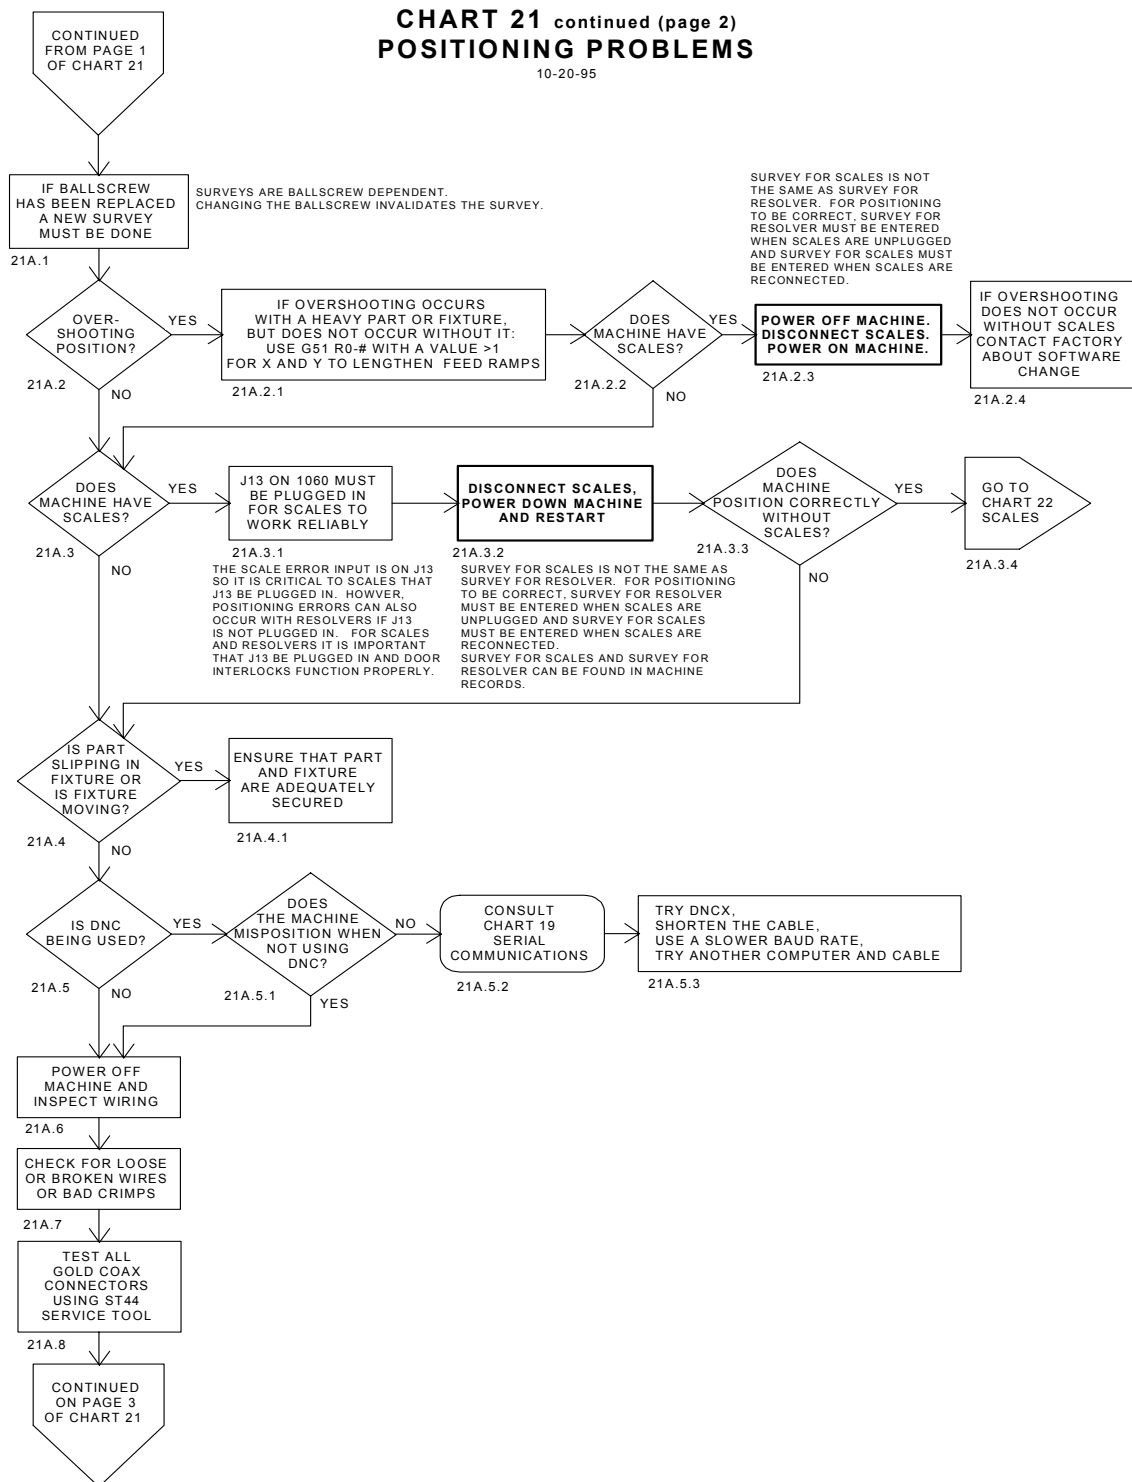 CHART 21 continued (page 2)
POSITIONING PROBLEMS
10-20-95
CONTINUED
FROM PAGE 1
OF CHART 21
IF BALLSCREW
HAS BEEN REPLACED
A NEW SURVEY
MUST BE DONE
21A.1
SURVEYS ARE BALLSCREW DEPENDENT.
CHANGING THE BALLSCREW INVALIDATES THE SURVEY.
OVER-
SHOOTING
POSITION?
21A.2
YES
NO
IF OVERSHOOTING OCCURS
WITH A HEAVY PART OR FIXTURE,
BUT DOES NOT OCCUR WITHOUT IT:
USE G51 R0-# WITH A VALUE >1
FOR X AND Y TO LENGTHEN FEED RAMPS
21A.2.1
DOES
MACHINE HAVE
SCALES?
21A.2.2
YES
NO
SURVEY FOR SCALES IS NOT
THE SAME AS SURVEY FOR
RESOLVER. FOR POSITIONING
TO BE CORRECT, SURVEY FOR
RESOLVER MUST BE ENTERED
WHEN SCALES ARE UNPLUGGED
AND SURVEY FOR SCALES MUST
BE ENTERED WHEN SCALES ARE
RECONNECTED.
POWER OFF MACHINE.
DISCONNECT SCALES.
POWER ON MACHINE.
21A.2.3
IF OVERSHOOTING
DOES NOT OCCUR
WITHOUT SCALES
CONTACT FACTORY
ABOUT SOFTWARE
CHANGE
21A.2.4
DOES
MACHINE HAVE
SCALES?
21A.3
YES
NO
J13 ON 1060 MUST
BE PLUGGED IN
FOR SCALES TO
WORK RELIABLY
21A.3.1
THE SCALE ERROR INPUT IS ON J13
SO IT IS CRITICAL TO SCALES THAT
J13 BE PLUGGED IN. HOWVER,
POSITIONING ERRORS CAN ALSO
OCCUR WITH RESOLVERS IF J13
IS NOT PLUGGED IN. FOR SCALES
AND RESOLVERS IT IS IMPORTANT
THAT J13 BE PLUGGED IN AND DOOR
INTERLOCKS FUNCTION PROPERLY.
DISCONNECT SCALES,
POWER DOWN MACHINE
AND RESTART
21A.3.2
SURVEY FOR SCALES IS NOT THE SAME AS
SURVEY FOR RESOLVER. FOR POSITIONING
TO BE CORRECT, SURVEY FOR RESOLVER
MUST BE ENTERED WHEN SCALES ARE
UNPLUGGED AND SURVEY FOR SCALES
MUST BE ENTERED WHEN SCALES ARE
RECONNECTED.
SURVEY FOR SCALES AND SURVEY FOR
RESOLVER CAN BE FOUND IN MACHINE
RECORDS.
DOES
MACHINE
POSITION CORRECTLY
WITHOUT
SCALES?
21A.3.3
YES
NO
GO TO
CHART 22
SCALES
21A.3.4
IS PART
SLIPPING IN
FIXTURE OR
IS FIXTURE
MOVING?
21A.4
YES
NO
ENSURE THAT PART
AND FIXTURE
ARE ADEQUATELY
SECURED
21A.4.1
IS DNC
BEING USED?
21A.5
YES
NO
DOES
THE MACHINE
MISPOSITION WHEN
NOT USING
DNC?
21A.5.1
NO
YES
CONSULT
CHART 19
SERIAL
COMMUNICATIONS
21A.5.2
TRY DNCX,
SHORTEN THE CABLE,
USE A SLOWER BAUD RATE,
TRY ANOTHER COMPUTER AND CABLE
21A.5.3
POWER OFF
MACHINE AND
INSPECT WIRING
21A.6
CHECK FOR LOOSE
OR BROKEN WIRES
OR BAD CRIMPS
21A.7
TEST ALL
GOLD COAX
CONNECTORS
USING ST44
SERVICE TOOL
21A.8
CONTINUED
ON PAGE 3
OF CHART 21